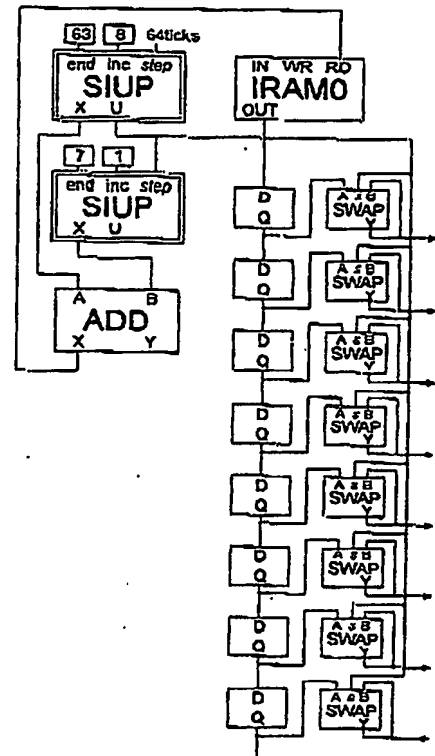 63 8 64ticks
end inc step
SIUP
X U
IN WR RD
IRAM0
OUT
7 1
end inc step
SIUP
X U
A B
ADD
X Y
D
Q
A s B
SWAP
Y
D
Q
A s B
SWAP
Y
D
Q
A s B
SWAP
Y
D
Q
A s B
SWAP
Y
D
Q
A s B
SWAP
Y
D
Q
A s B
SWAP
Y
D
Q
A s B
SWAP
Y
D
Q
A s B
SWAP
Y